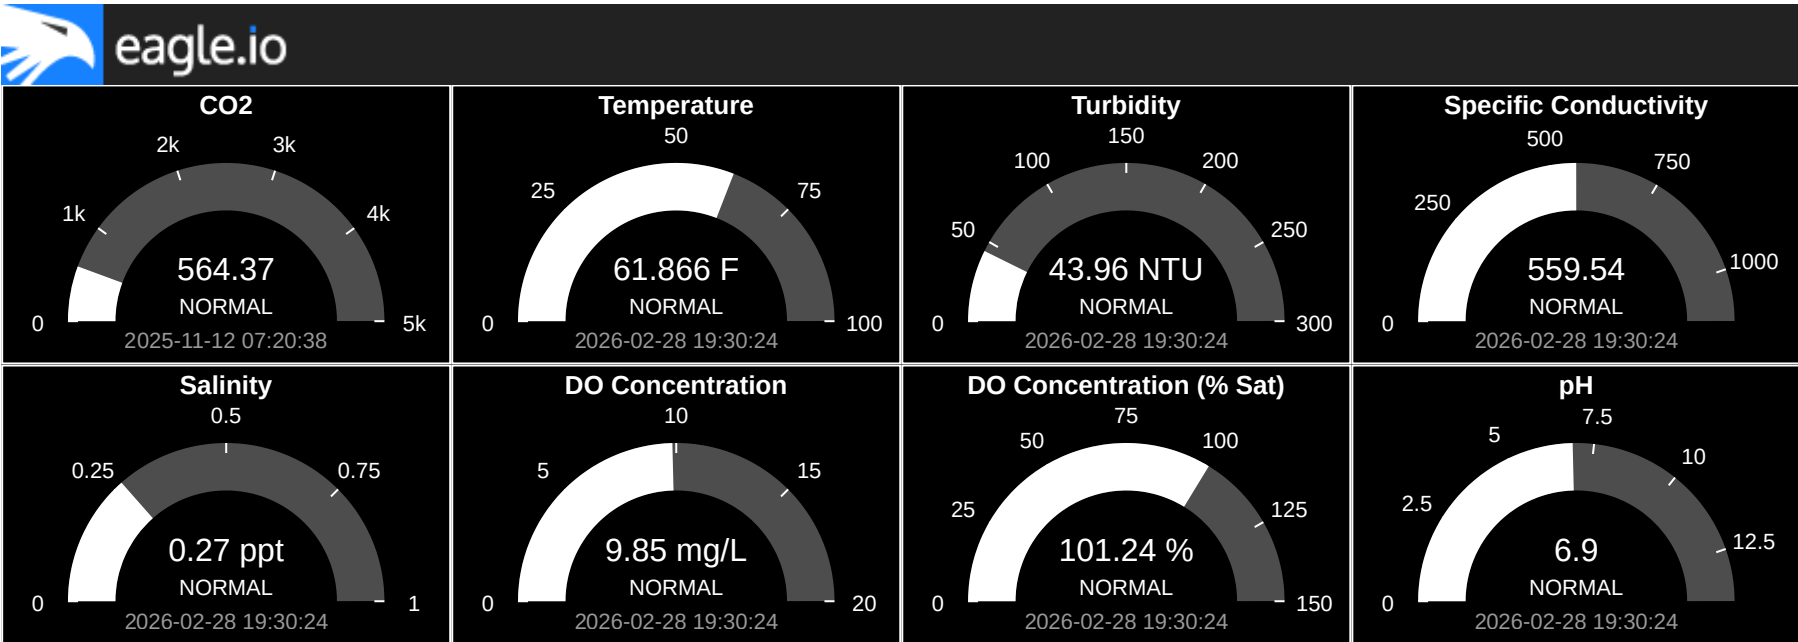 eagle.io
CO2
2k
3k
1k
4k
564.37
NORMAL
0
5k
2025-11-12 07:20:38
Temperature
50
25
75
61.866 F
NORMAL
0
100
2026-02-28 19:30:24
Turbidity
150
100
200
50
250
43.96 NTU
NORMAL
0
300
2026-02-28 19:30:24
Specific Conductivity
500
750
250
1000
559.54
NORMAL
0
2026-02-28 19:30:24
Salinity
0.5
0.25
0.75
0.27 ppt
NORMAL
0
1
2026-02-28 19:30:24
DO Concentration
10
5
15
9.85 mg/L
NORMAL
0
20
2026-02-28 19:30:24
DO Concentration (% Sat)
75
50
100
25
125
101.24 %
NORMAL
0
150
2026-02-28 19:30:24
pH
7.5
5
10
2.5
12.5
6.9
NORMAL
0
2026-02-28 19:30:24